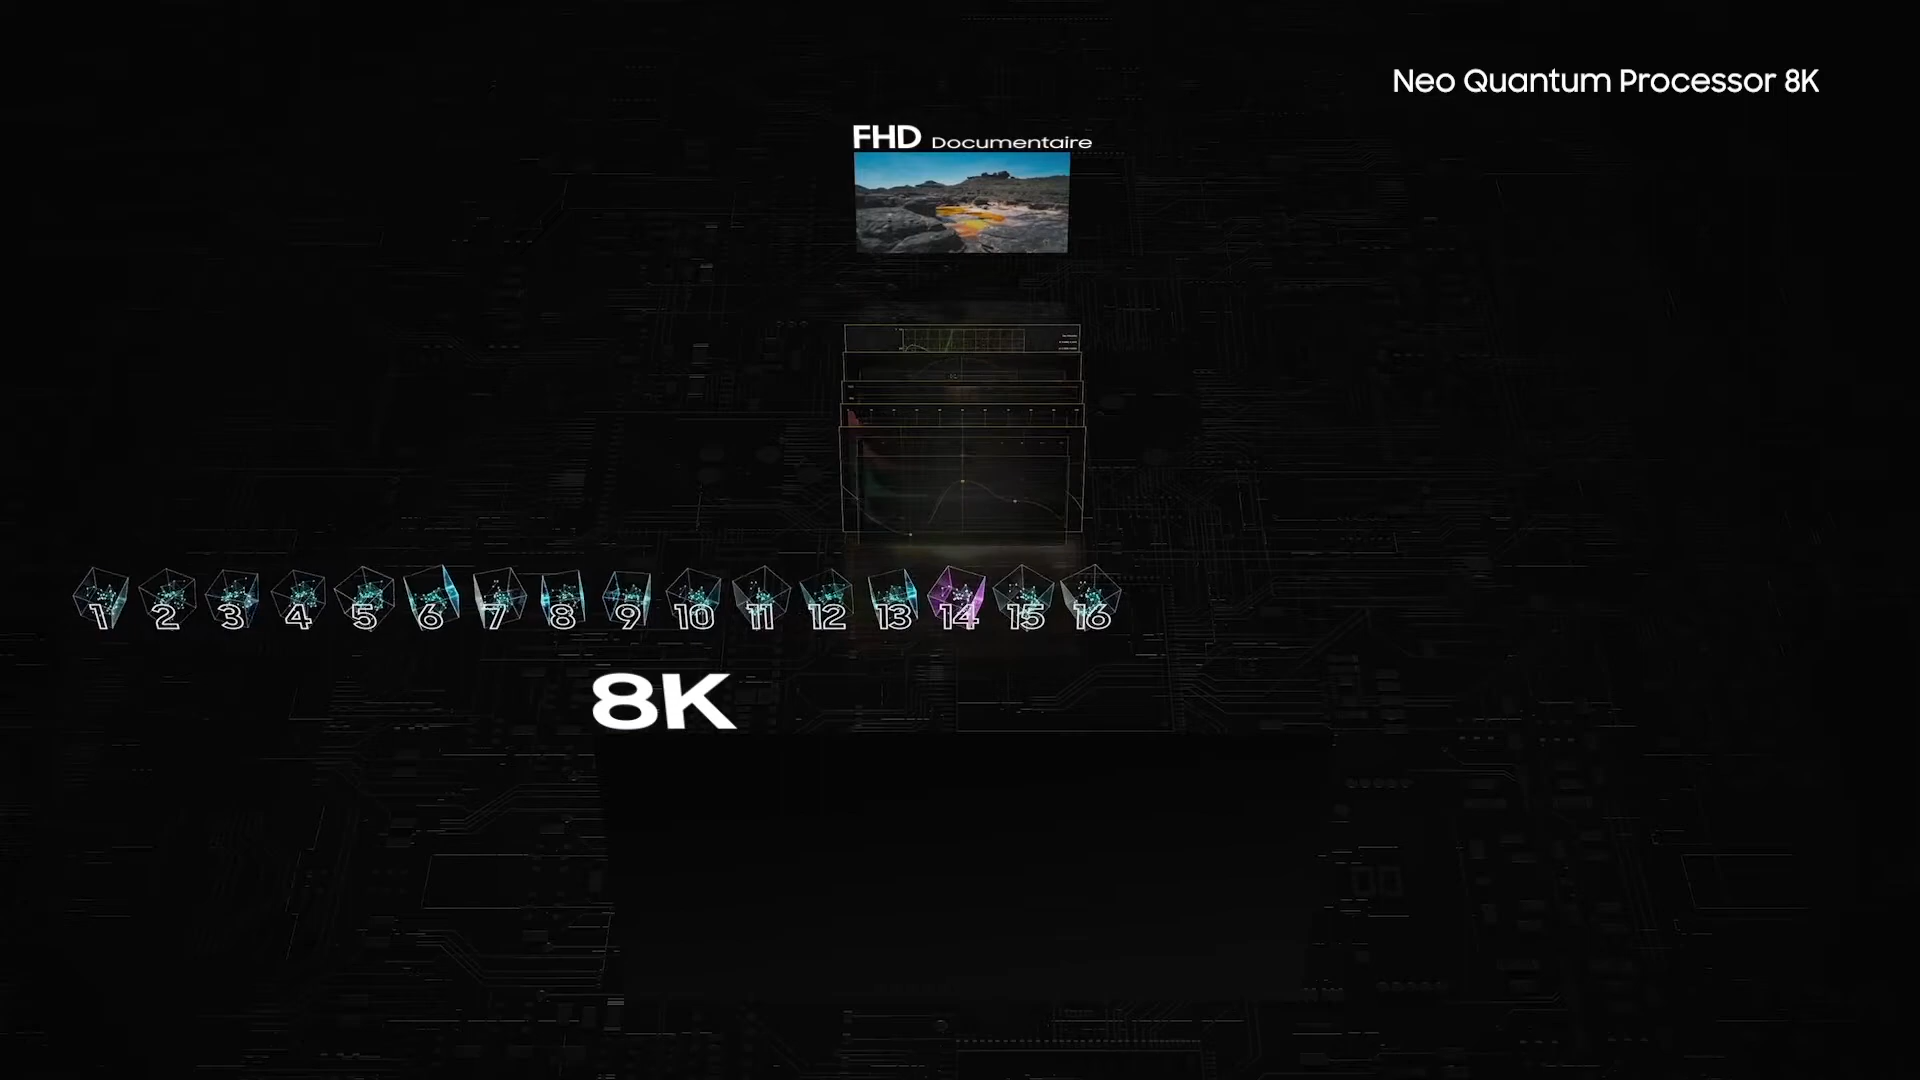 Neo Quantum Processor 8K
FHD Documentaire
1 2 3 4 5 6 7 8 9 10 11 12 13 14 15 16
8K